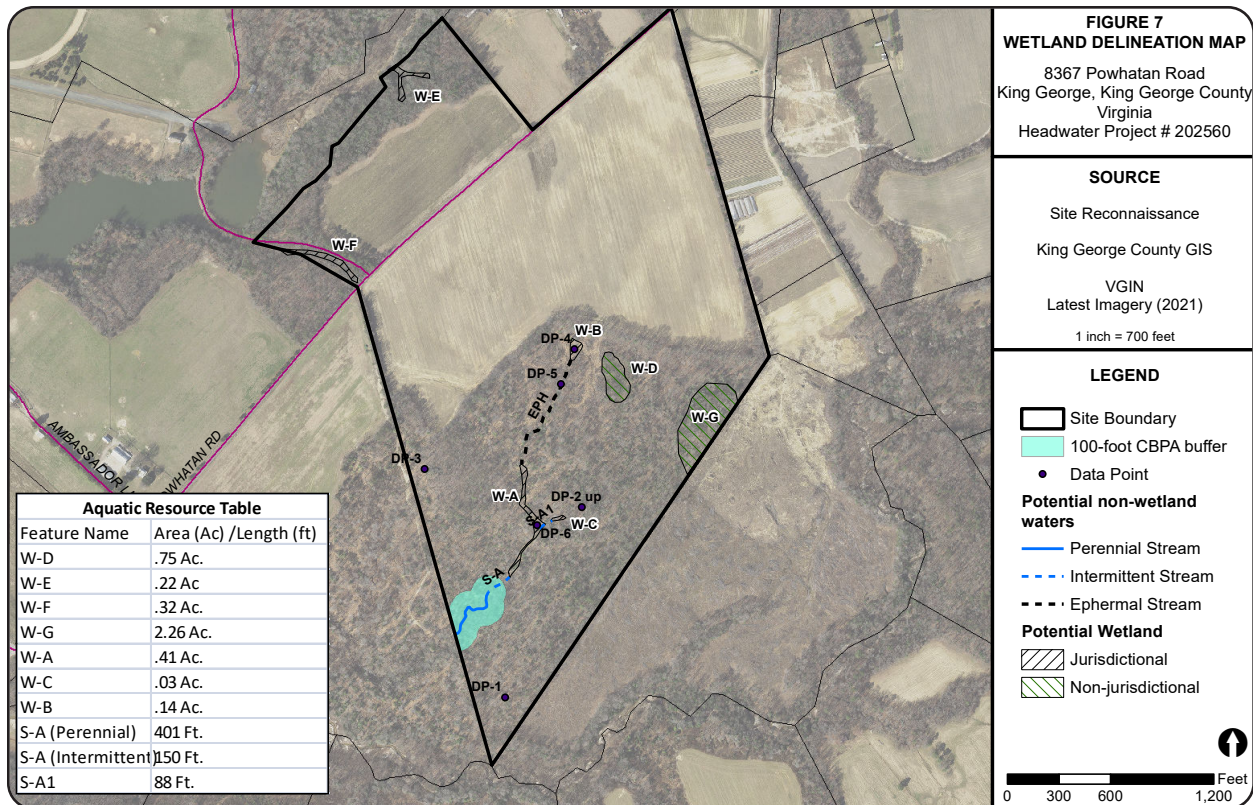 FIGURE 7
WETLAND DELINEATION MAP
8367 Powhatan Road
King George, King George County
Virginia
Headwater Project # 202560
SOURCE
Site Reconnaissance
King George County GIS
VGIN
Latest Imagery (2021)
1 inch = 700 feet
LEGEND
Site Boundary
100-foot CBPA buffer
Data Point
Potential non-wetland
waters
Perennial Stream
Intermittent Stream
Ephermal Stream
Potential Wetland
Jurisdictional
Non-jurisdictional
Feet
0 300 600 1,200
W-E
W-F
W-B
DP-4
W-D
DP-5
EPH
W-G
DP-3
W-A
DP-2 up
S-A1
W-C
DP-6
S-A
DP-1
AMBASSADOR
WHATAN RD
Aquatic Resource Table
Feature Name Area (Ac) /Length (ft)
W-D .75 Ac.
W-E .22 Ac
W-F .32 Ac.
W-G 2.26 Ac.
W-A .41 Ac.
W-C .03 Ac.
W-B .14 Ac.
S-A (Perennial) 401 Ft.
S-A (Intermittent) 150 Ft.
S-A1 88 Ft.